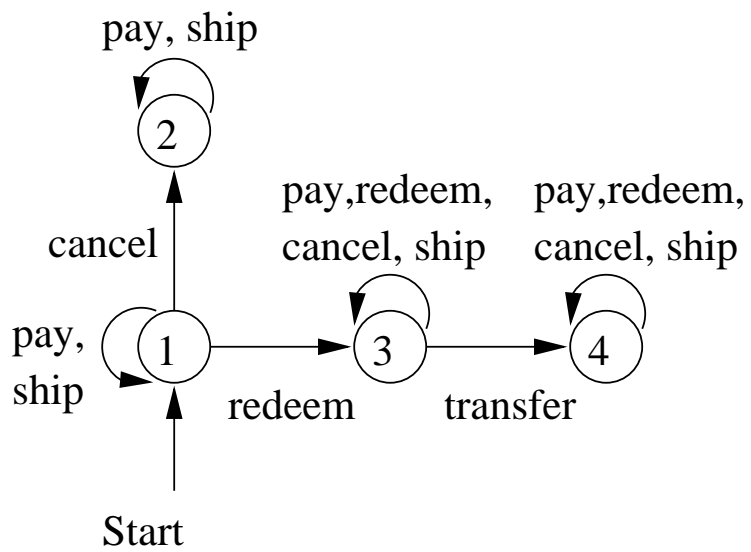 pay, ship
2
pay,redeem,
cancel, ship
pay,redeem,
cancel, ship
cancel
pay,
ship
1
3
4
redeem
transfer
Start